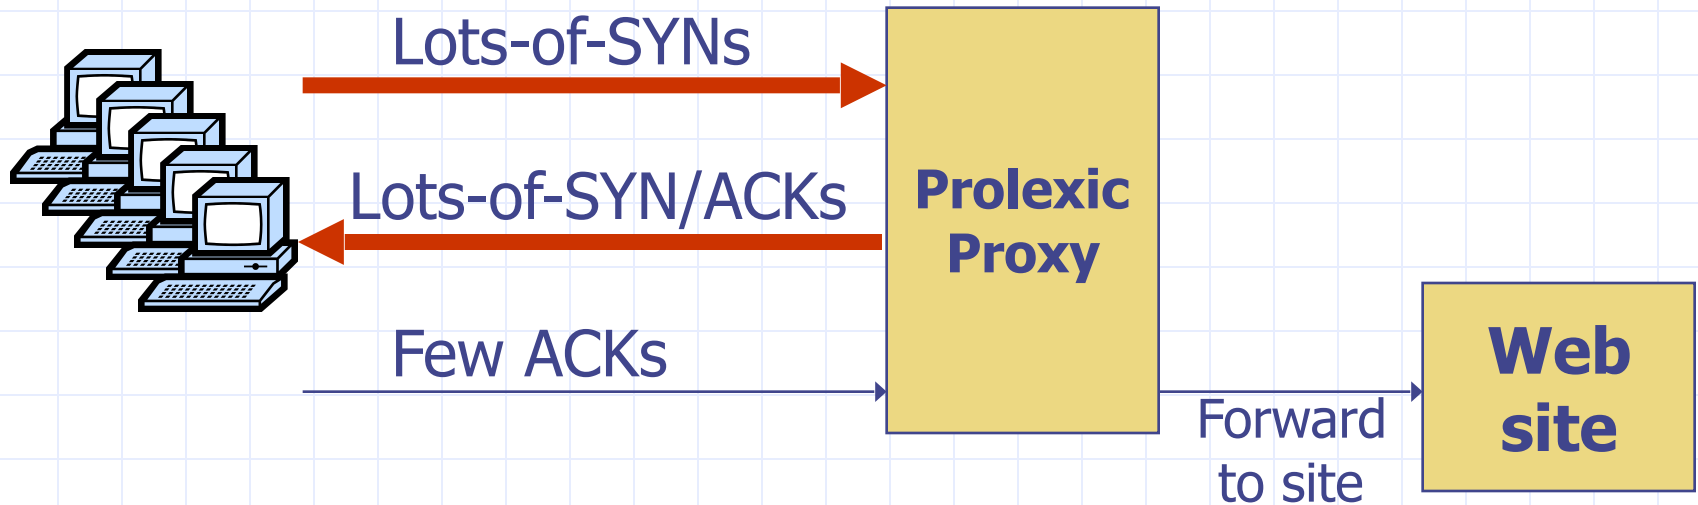 Lots-of-SYNs
Lots-of-SYN/ACKs
Few ACKs
Prolexic
Proxy
Forward
to site
Web
site